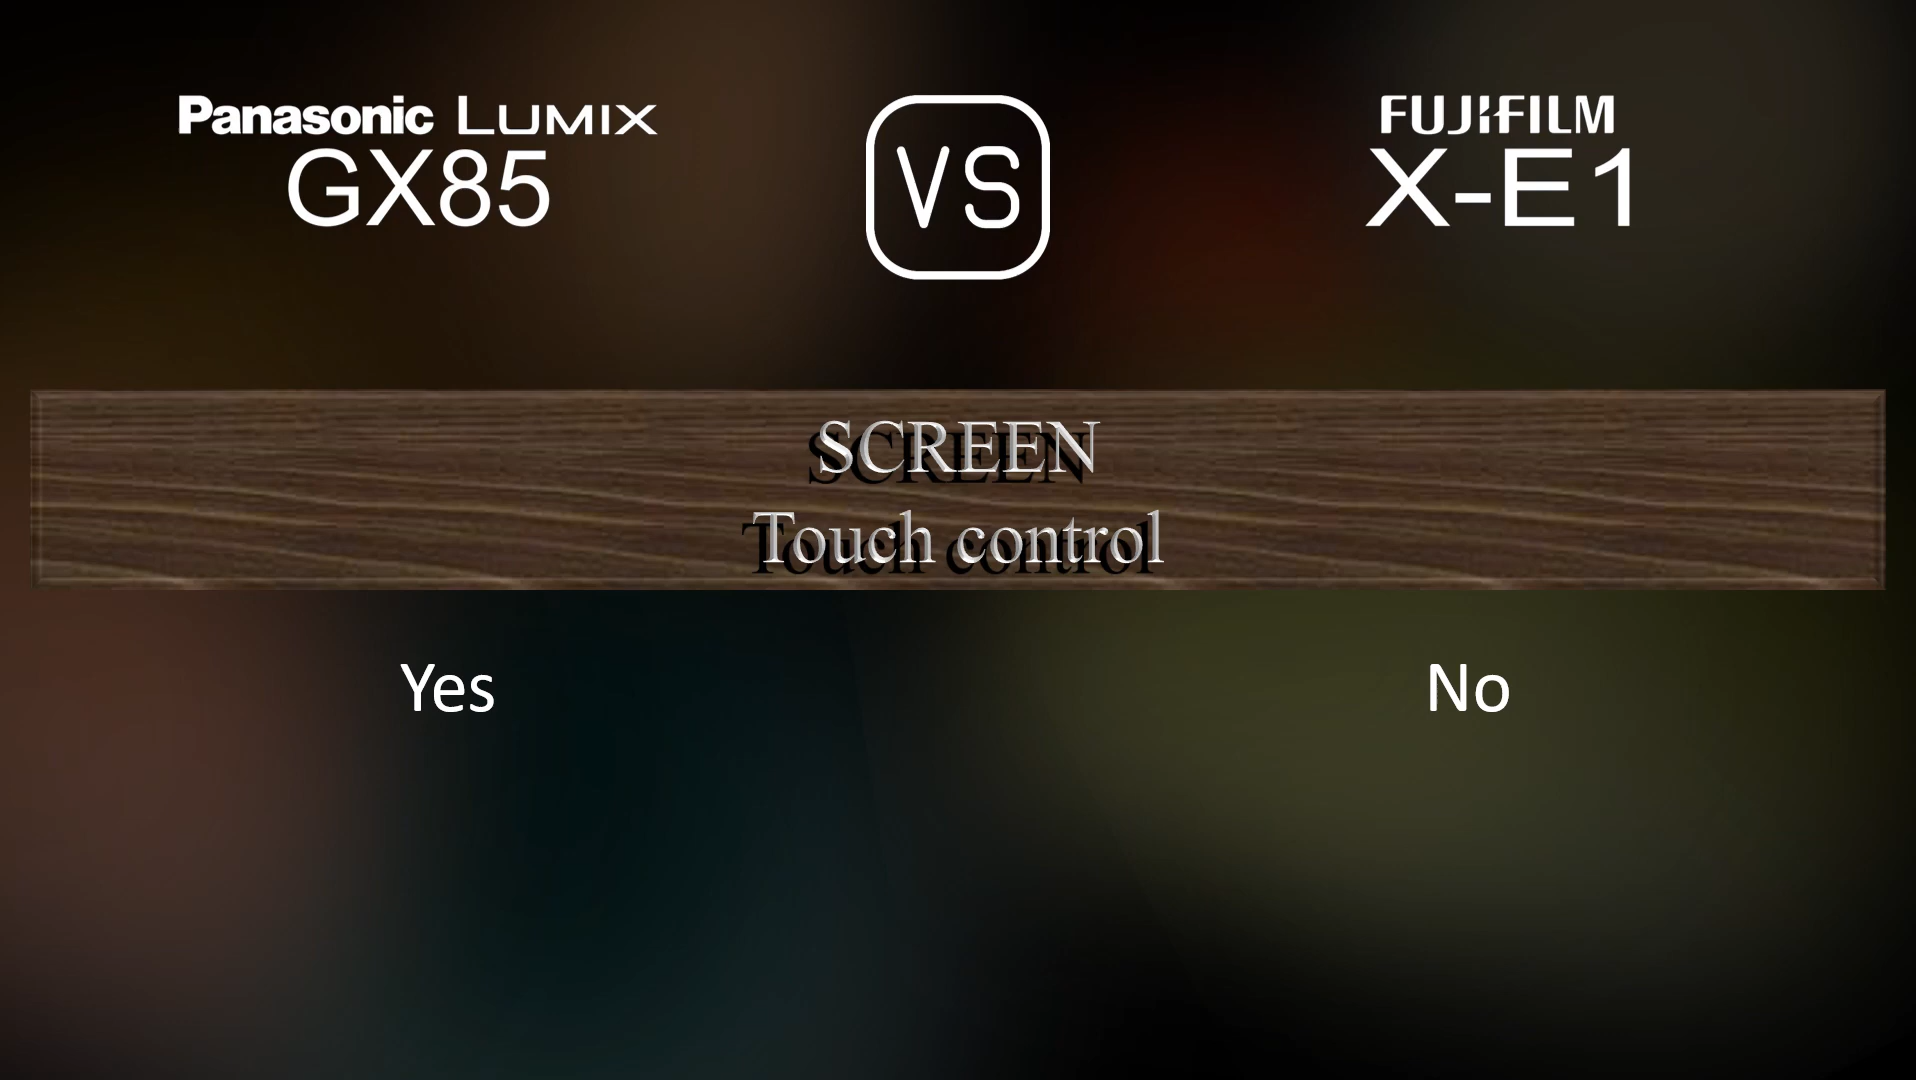 Panasonic LUMIX
GX85
VS
FUJIFILM
X-E1
SCREEN
Touch control
Yes
No